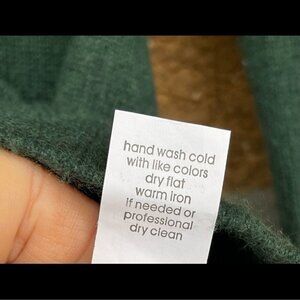 hand wash cold
with like colors
dry flat
warm iron
if needed or
professional
dry clean